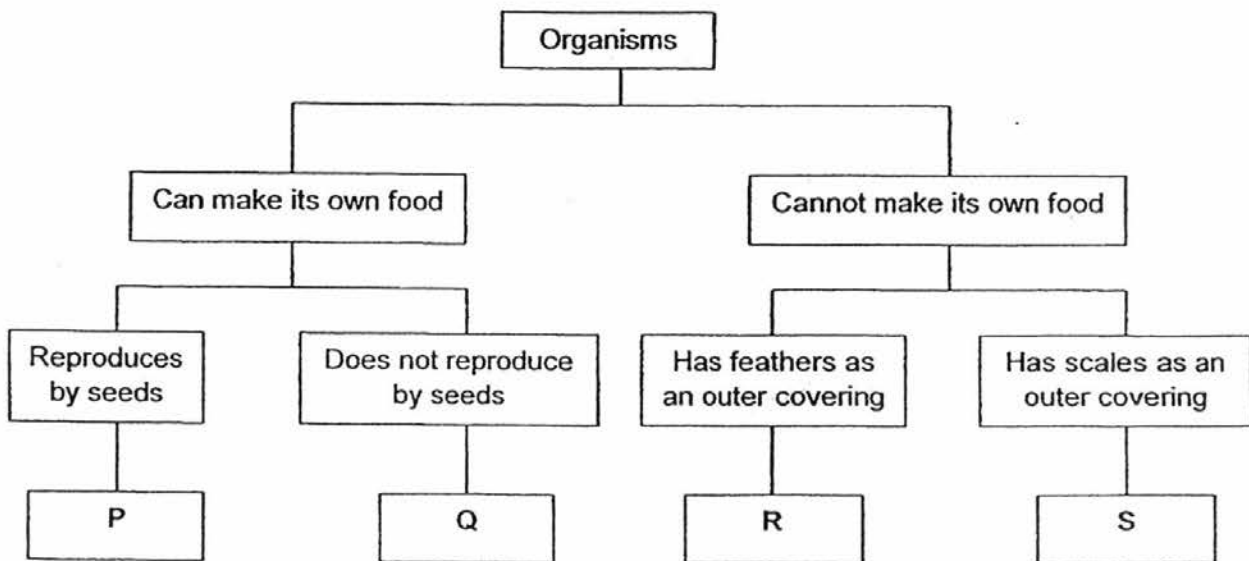 Organisms
Can make its own food
Cannot make its own food
Reproduces
by seeds
Does not reproduce
by seeds
Has feathers as
an outer covering
Has scales as an
outer covering
P
Q
R
S